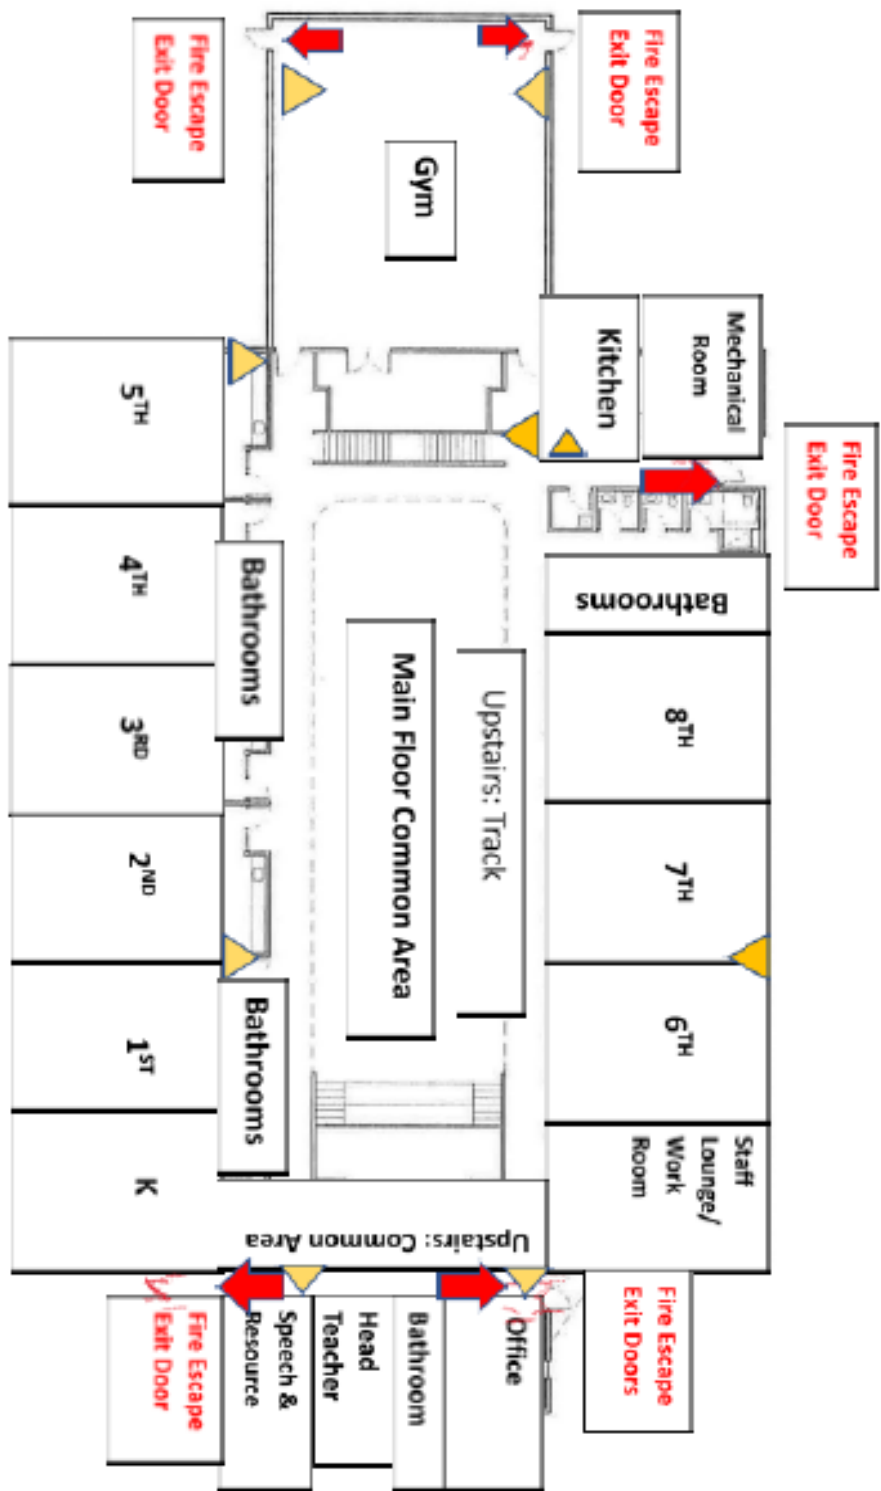 Fire Escape
Exit Door
Fire Escape
Exit Door
Gym
Kitchen
Mechanical
Room
Fire Escape
Exit Door
5TH
4TH
3RD
2ND
1ST
K
Bathrooms
Bathrooms
Main Floor Common Area
Upstairs: Track
Bathrooms
8TH
7TH
6TH
Staff
Lounge/
Work
Room
Upstairs: Common Area
Fire Escape
Exit Door
Speech &
Resource
Head
Teacher
Bathroom
Office
Fire Escape
Exit Doors